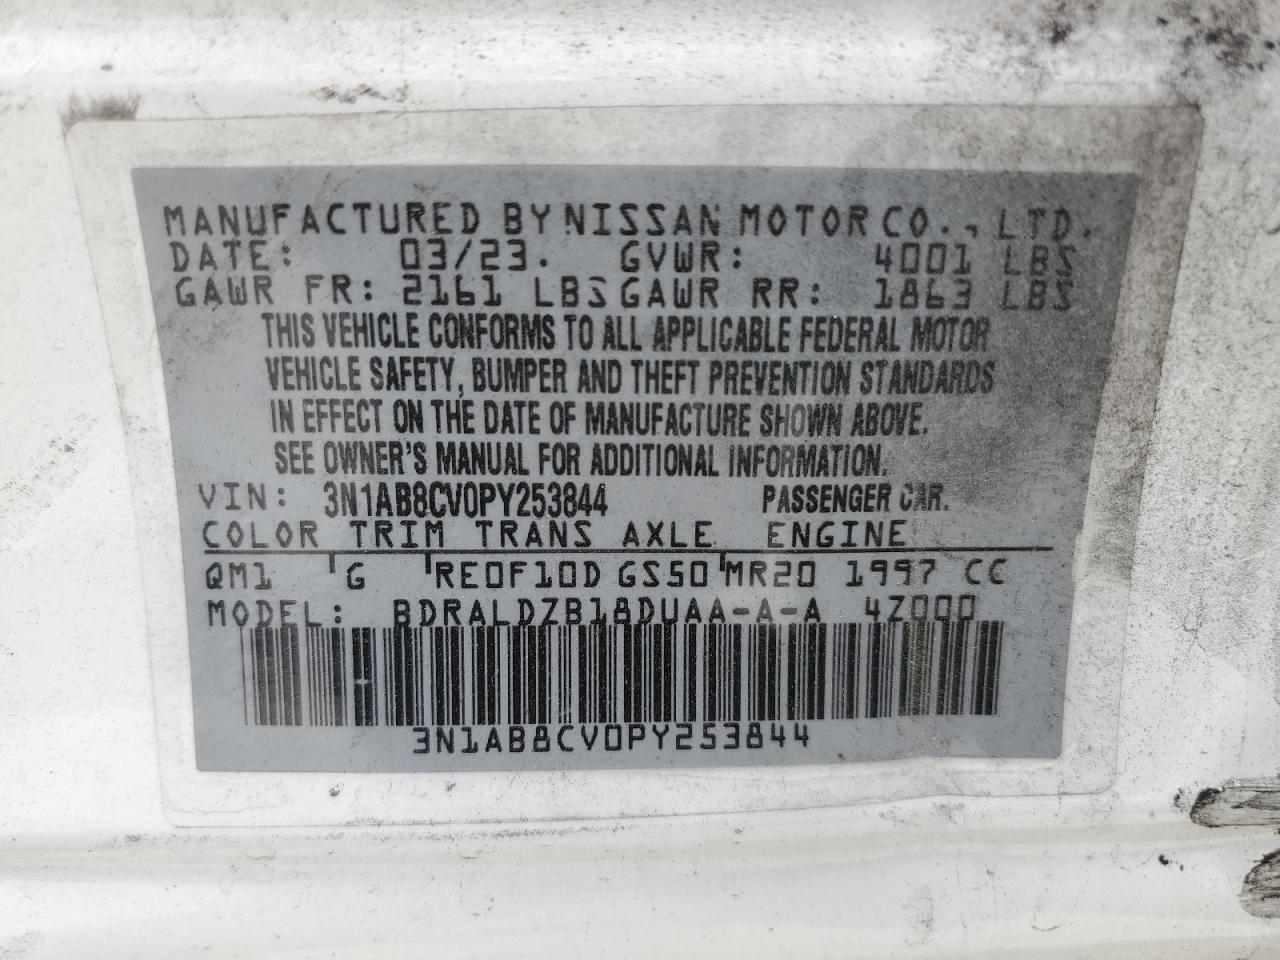 MANUFACTURED BY NISSAN MOTOR CO., LTD.
DATE: 03/23. GVWR: 4001 LBS
GAWR FR: 2161 LBS GAWR RR: 1863 LBS
THIS VEHICLE CONFORMS TO ALL APPLICABLE FEDERAL MOTOR
VEHICLE SAFETY, BUMPER AND THEFT PREVENTION STANDARDS
IN EFFECT ON THE DATE OF MANUFACTURE SHOWN ABOVE.
SEE OWNER'S MANUAL FOR ADDITIONAL INFORMATION.
VIN: 3N1AB8CV0PY253844 PASSENGER CAR.
COLOR TRIM TRANS AXLE ENGINE
QM1 G RE0F10D GS50 MR20 1997 CC
MODEL: BDRALDZB18DUAA-A-A 4Z000
3N1AB8CV0PY253844